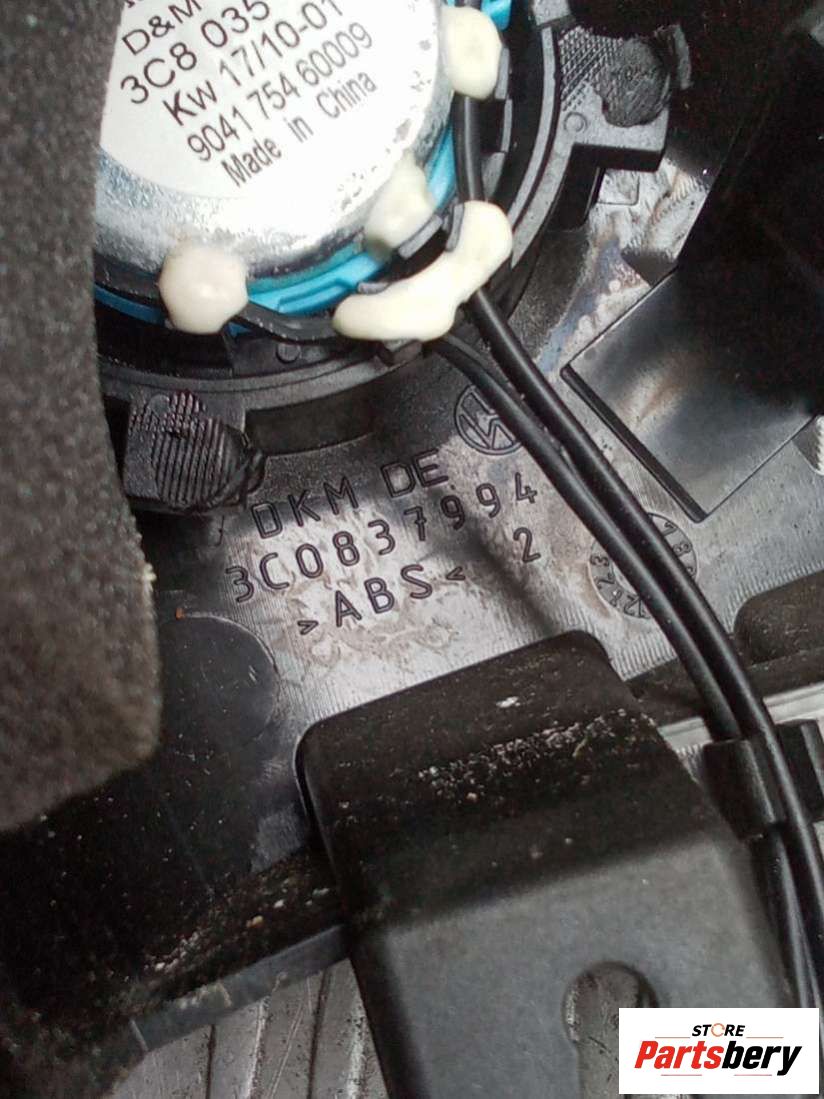 D&M
3C8 035
Kw 17/10-01
9041 754 60009
Made in China
DKM DE
3C0837994
>ABS< 2
STORE
Partsbery